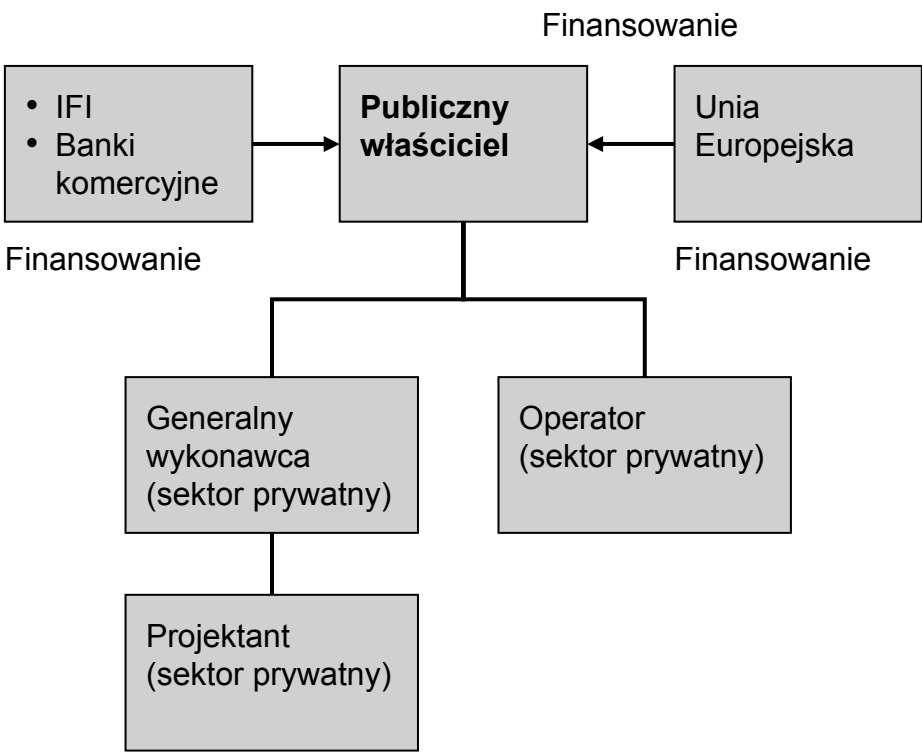 Finansowanie
• IFI
• Banki
komercyjne
Publiczny
właściciel
Unia
Europejska
Finansowanie
Finansowanie
Generalny
wykonawca
(sektor prywatny)
Operator
(sektor prywatny)
Projektant
(sektor prywatny)